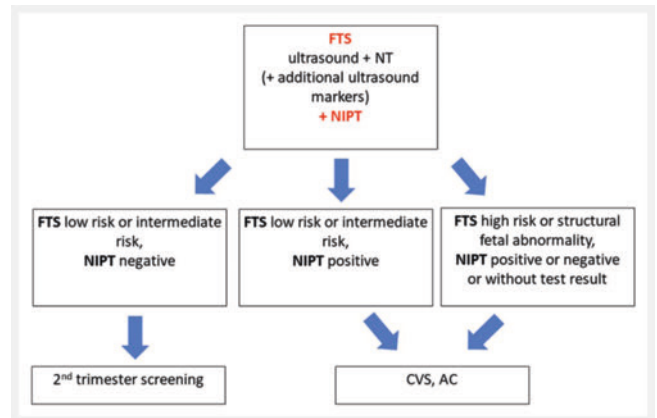 FTS
ultrasound + NT
(+ additional ultrasound
markers)
+ NIPT
FTS low risk or intermediate
risk,
NIPT negative
FTS low risk or intermediate
risk,
NIPT positive
FTS high risk or structural
fetal abnormality,
NIPT positive or negative
or without test result
2nd trimester screening
CVS, AC